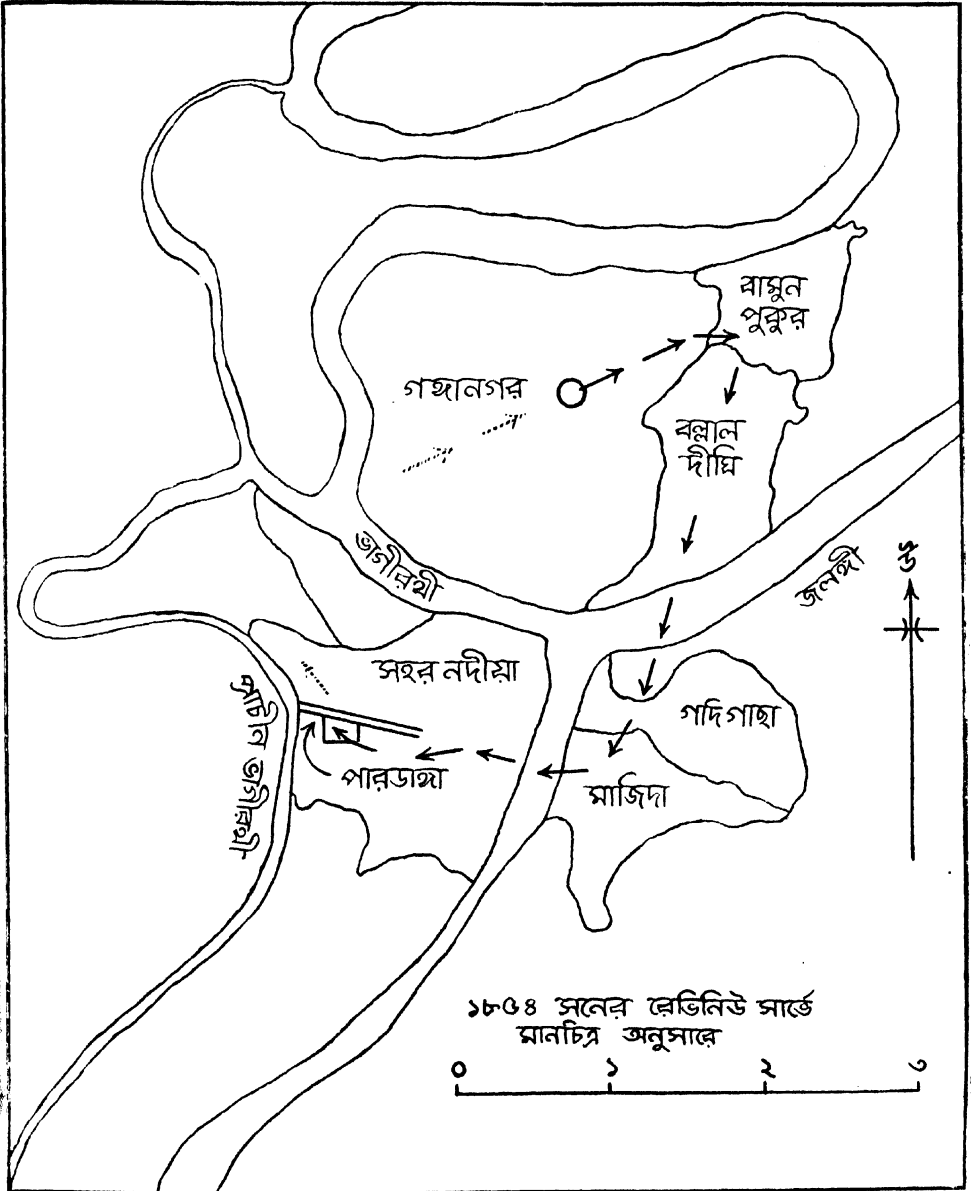 বামুন
পুকুর
গঙ্গানগর
বল্লাল
দীঘি
ভাগীরথী
জলঙ্গী
উ
সহর নদীয়া
গদিগাছা
প্রাচীন ভাগীরথী
পারডাঙ্গা
মাজিদা
১৮৫৪ সনের রেভিনিউ সার্ভে
মানচিত্র অনুসারে
০ ১ ২ ৩